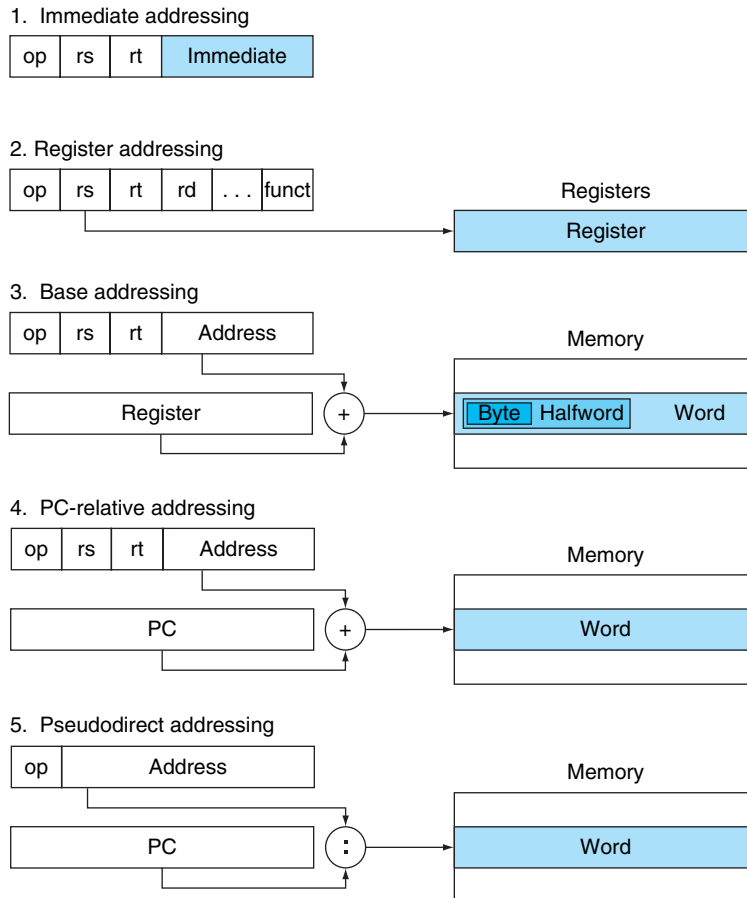 1. Immediate addressing
op rs rt Immediate
2. Register addressing
op rs rt rd . . . funct
Registers
Register
3. Base addressing
op rs rt Address
Memory
Register
+
Byte Halfword Word
4. PC-relative addressing
op rs rt Address
Memory
PC
+
Word
5. Pseudodirect addressing
op Address
Memory
PC
:
Word